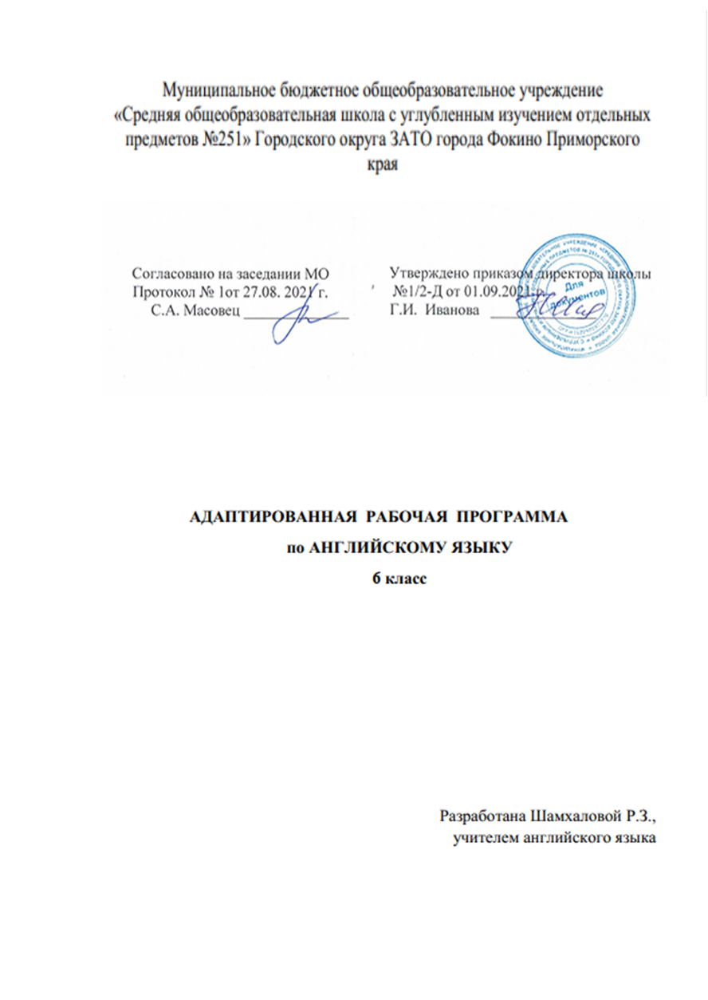 Муниципальное бюджетное общеобразовательное учреждение
«Средняя общеобразовательная школа с углубленным изучением отдельных
предметов №251» Городского округа ЗАТО города Фокино Приморского
края
Согласовано на заседании МО
Протокол № 1от 27.08. 2021 г.
С.А. Масовец
Утверждено приказом директора школы
№1/2-Д от 01.09.2021 г.
Г.И. Иванова
Для
документов
АДАПТИРОВАННАЯ РАБОЧАЯ ПРОГРАММА
по АНГЛИЙСКОМУ ЯЗЫКУ
6 класс
Разработана Шамхаловой Р.З.,
учителем английского языка